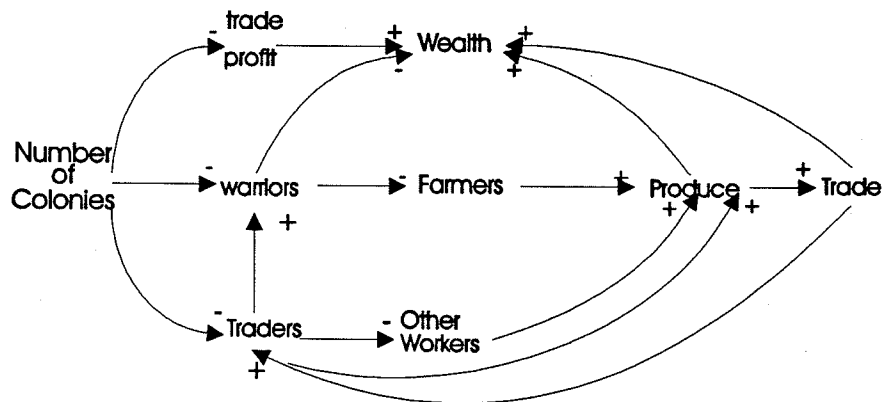 trade
profit
Wealth
Number
of
Colonies
warriors
Farmers
Produce
Trade
Traders
Other
Workers
-
+
+
-
+
-
-
+
+
+
+
+
-
-
+